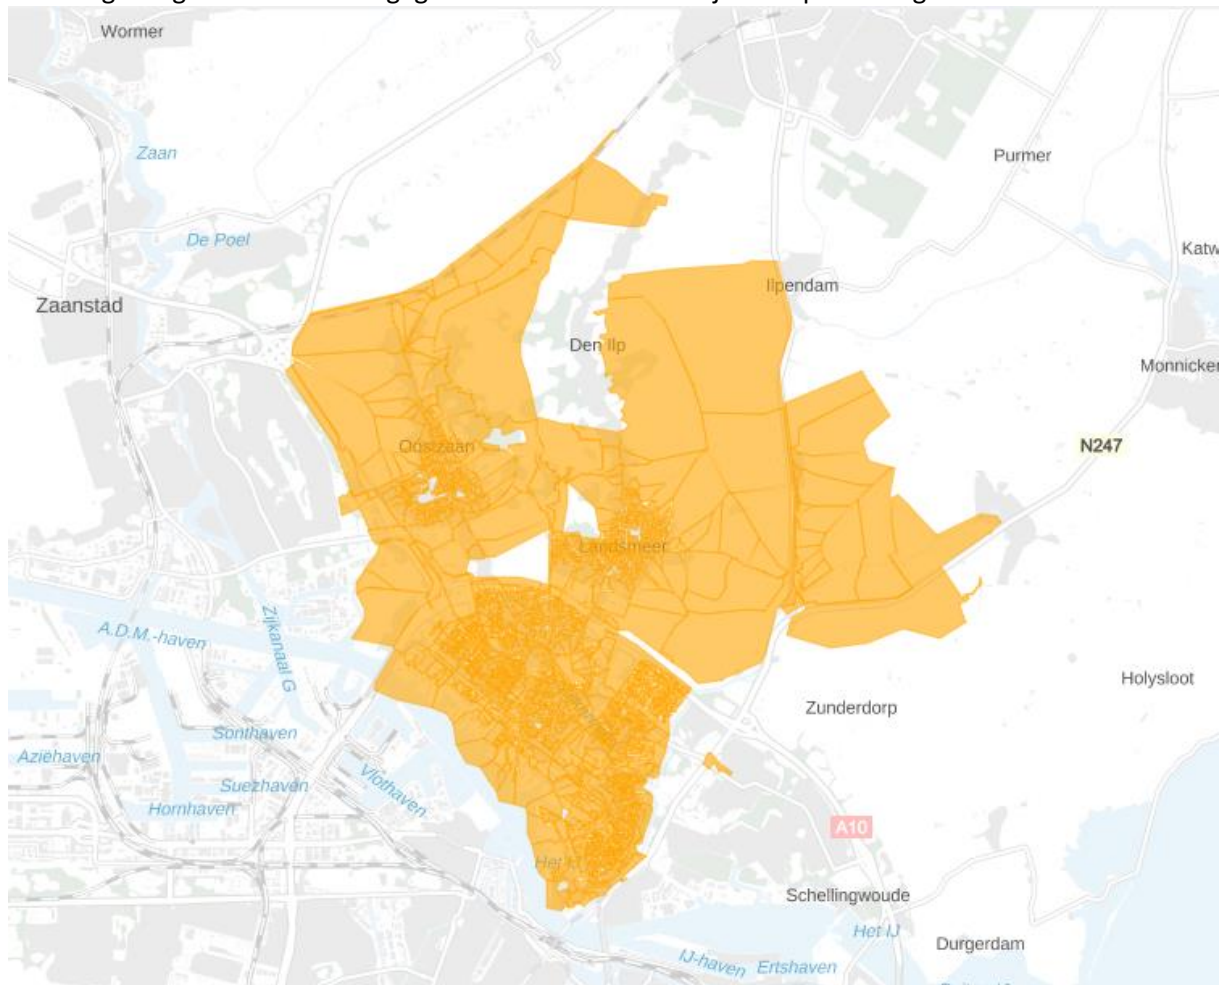 Wormer
Zaan
Purmer
De Poel
Katw
Ilpendam
Zaanstad
Den Ilp
Monnicker
Oostzaan
N247
Landsmeer
Zijkanaal G
A.D.M.-haven
Holysloot
Zunderdorp
Sonthaven
Aziëhaven
Vlothaven
Suezhaven
Hornhaven
A10
Het IJ
Schellingwoude
Het IJ
Durgerdam
IJ-haven
Ertshaven